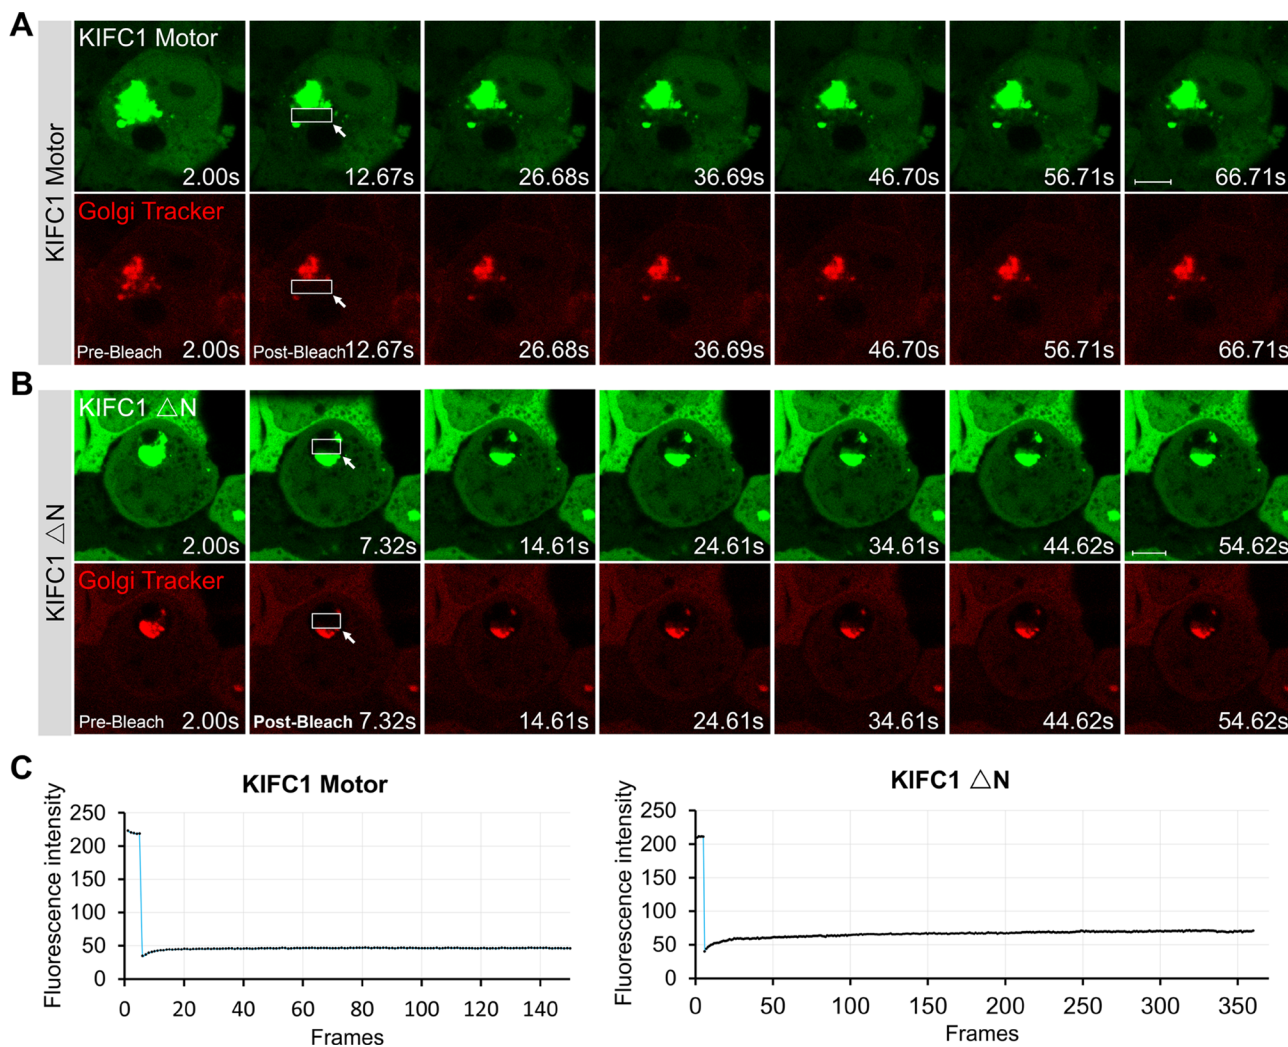 A
KIFC1 Motor
KIFC1 Motor
2.00s
12.67s
26.68s
36.69s
46.70s
56.71s
66.71s
Golgi Tracker
Pre-Bleach 2.00s
Post-Bleach 12.67s
26.68s
36.69s
46.70s
56.71s
66.71s
B
KIFC1 △N
KIFC1 △N
2.00s
7.32s
14.61s
24.61s
34.61s
44.62s
54.62s
Golgi Tracker
Pre-Bleach 2.00s
Post-Bleach 7.32s
14.61s
24.61s
34.61s
44.62s
54.62s
C
KIFC1 Motor
Fluorescence intensity
250
200
150
100
50
0
0 20 40 60 80 100 120 140
Frames
KIFC1 △N
Fluorescence intensity
250
200
150
100
50
0
0 50 100 150 200 250 300 350
Frames